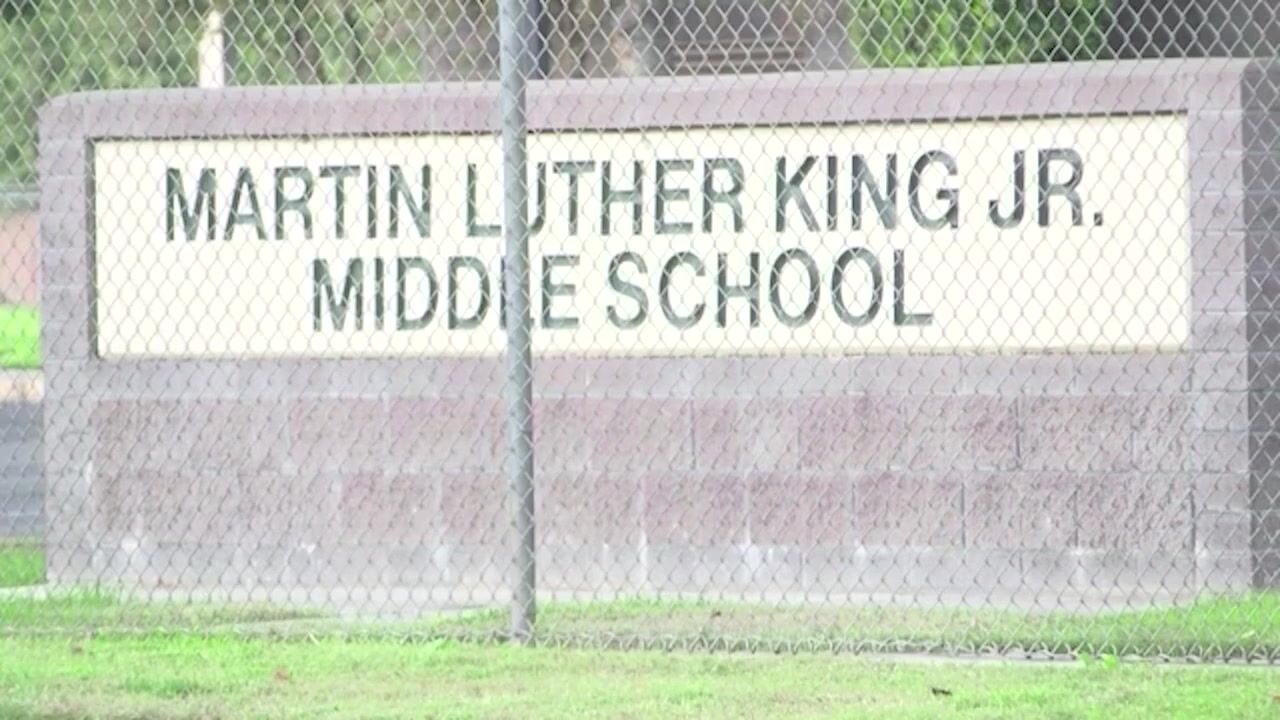 MARTIN LUTHER KING JR.
MIDDLE SCHOOL